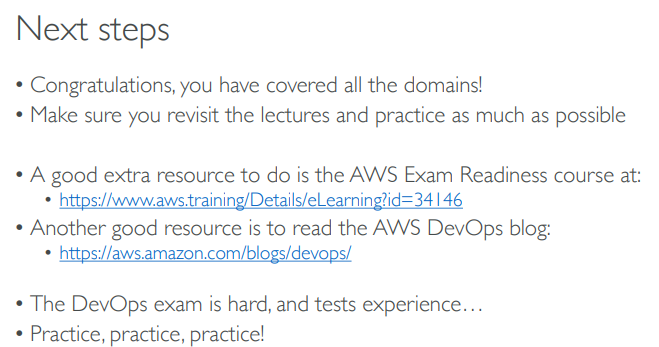 Next steps
• Congratulations, you have covered all the domains!
• Make sure you revisit the lectures and practice as much as possible
• A good extra resource to do is the AWS Exam Readiness course at:
• https://www.aws.training/Details/eLearning?id=34146
• Another good resource is to read the AWS DevOps blog:
• https://aws.amazon.com/blogs/devops/
• The DevOps exam is hard, and tests experience…
• Practice, practice, practice!